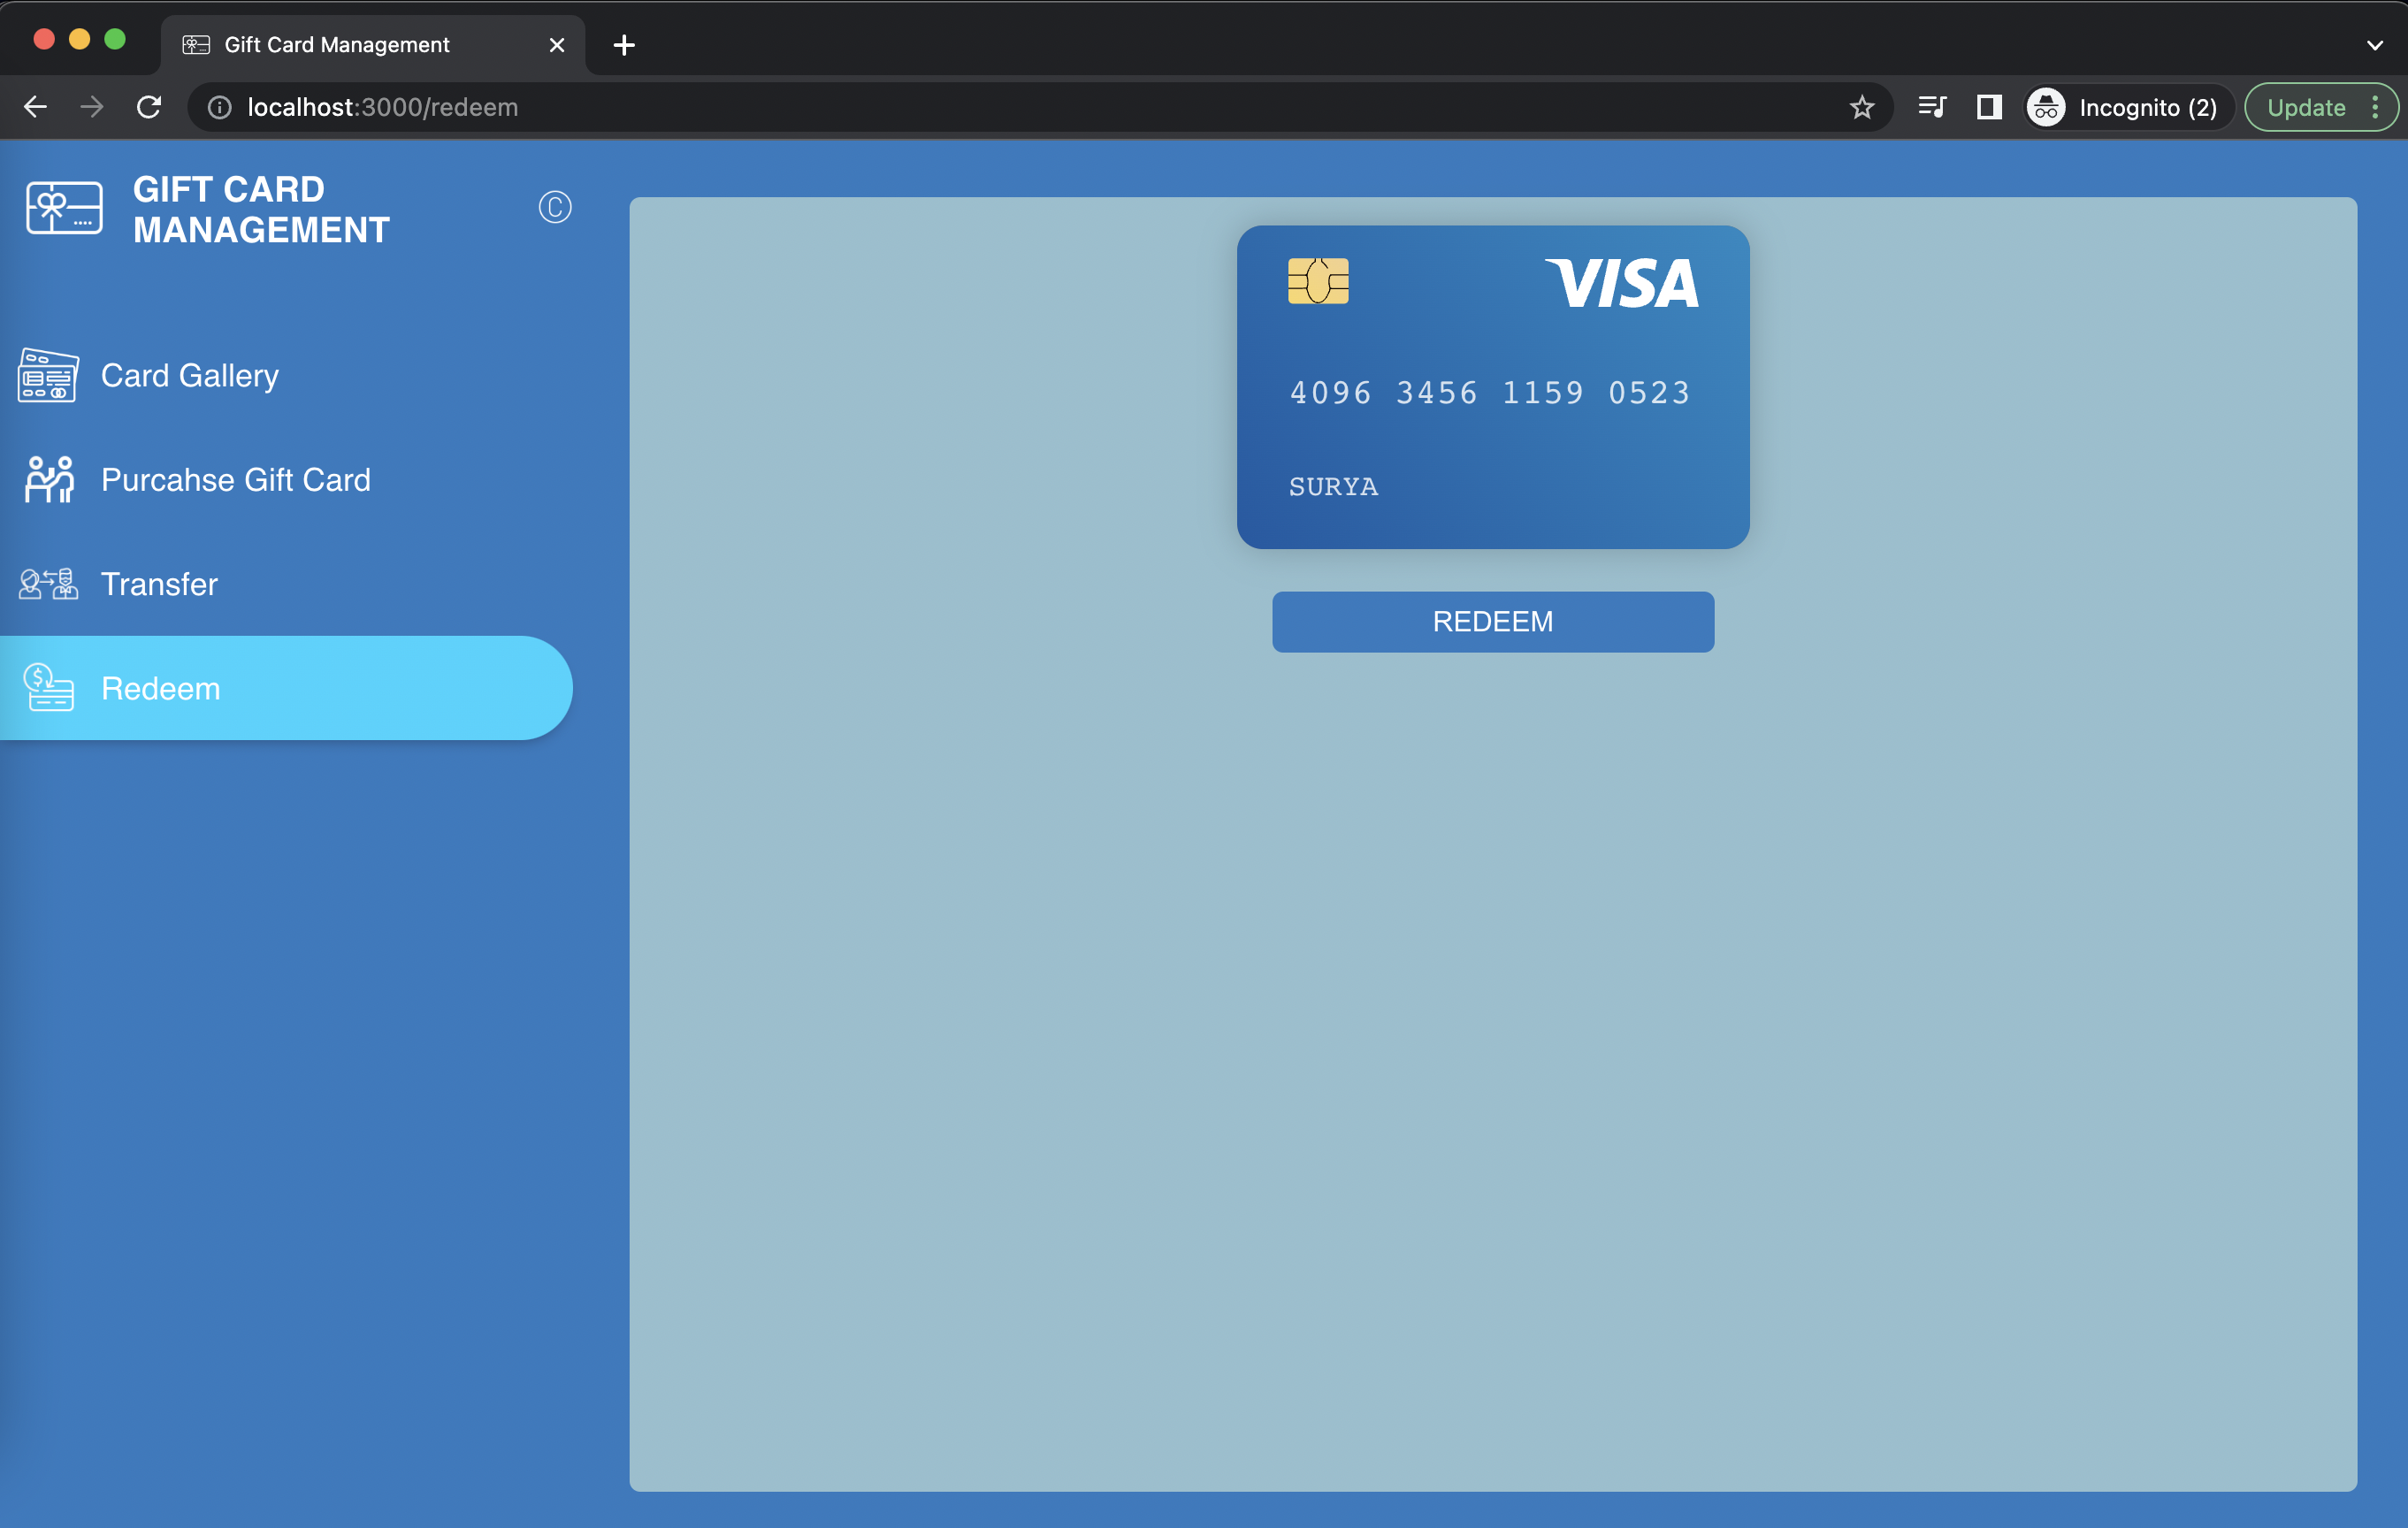 Gift Card Management
localhost:3000/redeem
Incognito (2)
Update
GIFT CARD
MANAGEMENT
C
Card Gallery
Purcahse Gift Card
Transfer
Redeem
VISA
4096 3456 1159 0523
SURYA
REDEEM